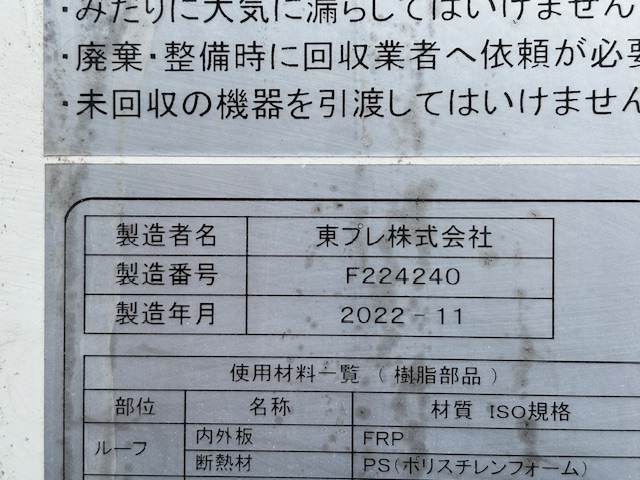 ・みだりに大気に漏らしてはいけません
・廃棄・整備時に回収業者へ依頼が必要
・未回収の機器を引渡してはいけません
製造者名 東プレ株式会社
製造番号 F224240
製造年月 2022-11
使用材料一覧 (樹脂部品)
部位 名称 材質 ISO規格
ルーフ 内外板 FRP
断熱材 PS(ポリスチレンフォーム)